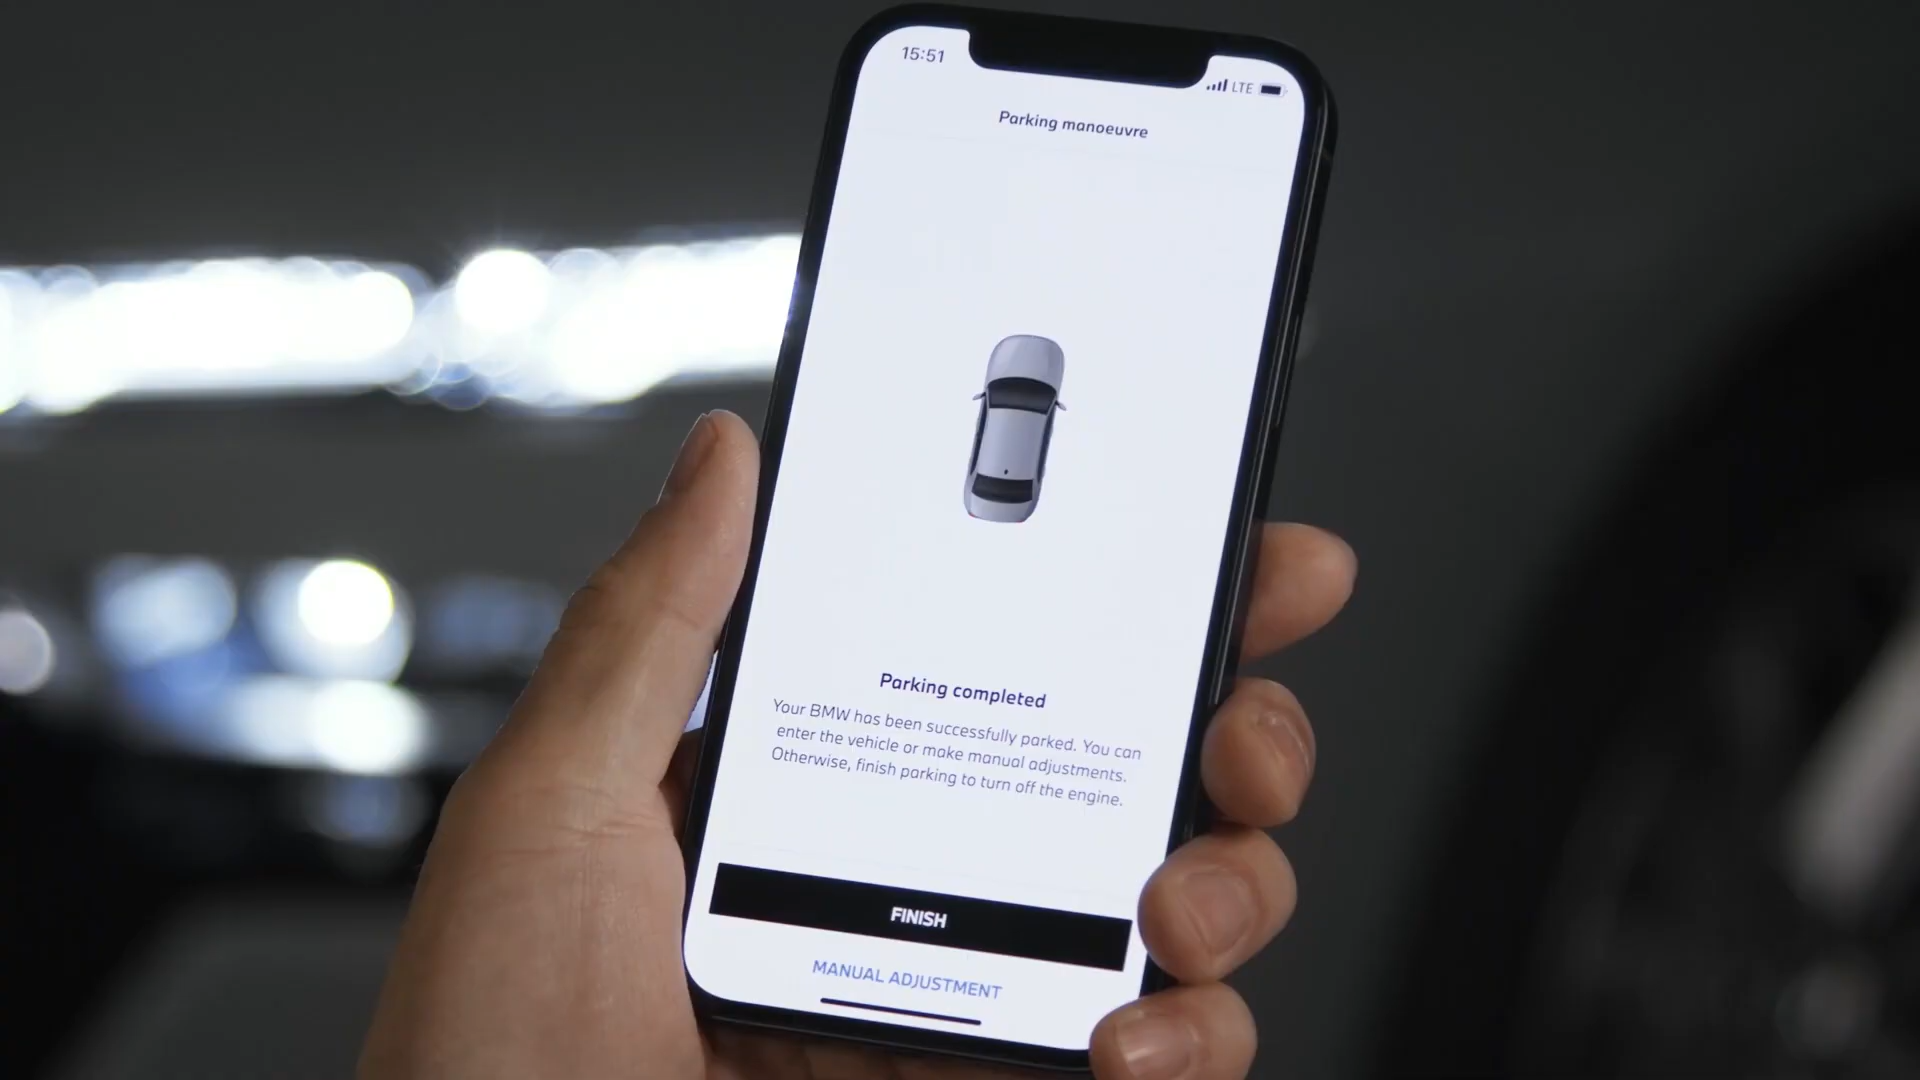 15:51
LTE
Parking manoeuvre
Parking completed
Your BMW has been successfully parked. You can
enter the vehicle or make manual adjustments.
Otherwise, finish parking to turn off the engine.
FINISH
MANUAL ADJUSTMENT